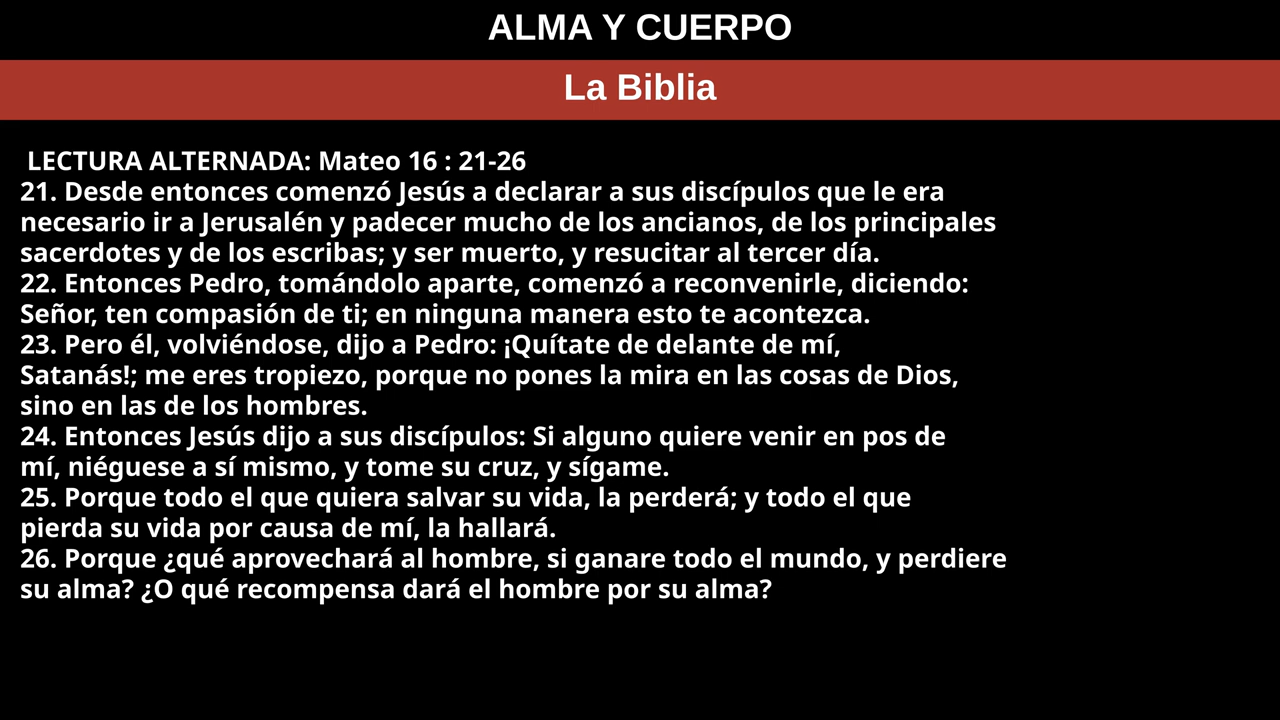 ALMA Y CUERPO
La Biblia
LECTURA ALTERNADA: Mateo 16 : 21-26
21. Desde entonces comenzó Jesús a declarar a sus discípulos que le era
necesario ir a Jerusalén y padecer mucho de los ancianos, de los principales
sacerdotes y de los escribas; y ser muerto, y resucitar al tercer día.
22. Entonces Pedro, tomándolo aparte, comenzó a reconvenirle, diciendo:
Señor, ten compasión de ti; en ninguna manera esto te acontezca.
23. Pero él, volviéndose, dijo a Pedro: ¡Quítate de delante de mí,
Satanás!; me eres tropiezo, porque no pones la mira en las cosas de Dios,
sino en las de los hombres.
24. Entonces Jesús dijo a sus discípulos: Si alguno quiere venir en pos de
mí, niéguese a sí mismo, y tome su cruz, y sígame.
25. Porque todo el que quiera salvar su vida, la perderá; y todo el que
pierda su vida por causa de mí, la hallará.
26. Porque ¿qué aprovechará al hombre, si ganare todo el mundo, y perdiere
su alma? ¿O qué recompensa dará el hombre por su alma?